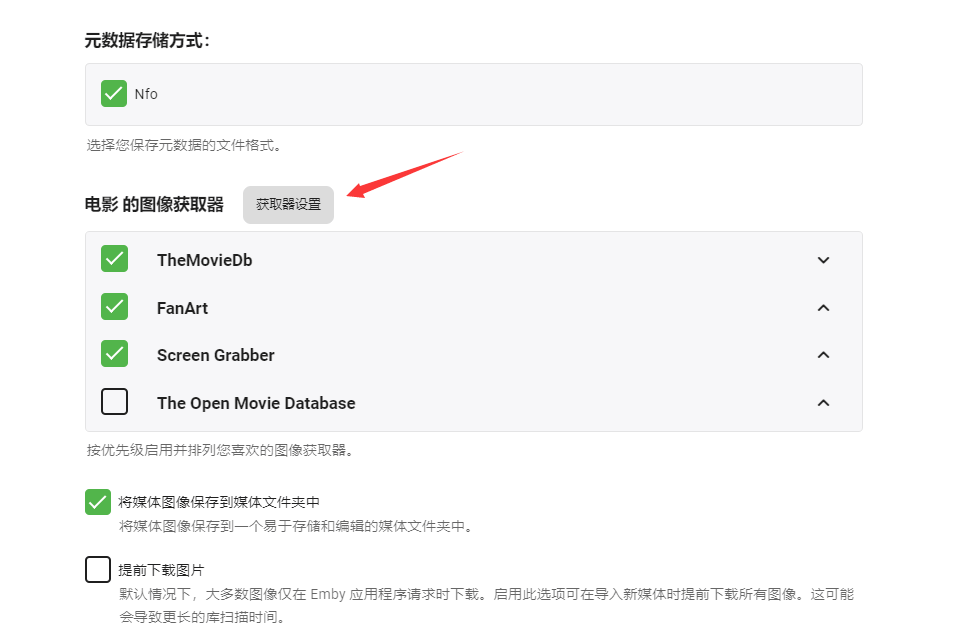 元数据存储方式：
Nfo
选择您保存元数据的文件格式。
电影 的图像获取器
获取器设置
TheMovieDb
FanArt
Screen Grabber
The Open Movie Database
按优先级启用并排列您喜欢的图像获取器。
将媒体图像保存到媒体文件夹中
将媒体图像保存到一个易于存储和编辑的媒体文件夹中。
提前下载图片
默认情况下，大多数图像仅在 Emby 应用程序请求时下载。启用此选项可在导入新媒体时提前下载所有图像。这可能
会导致更长的库扫描时间。